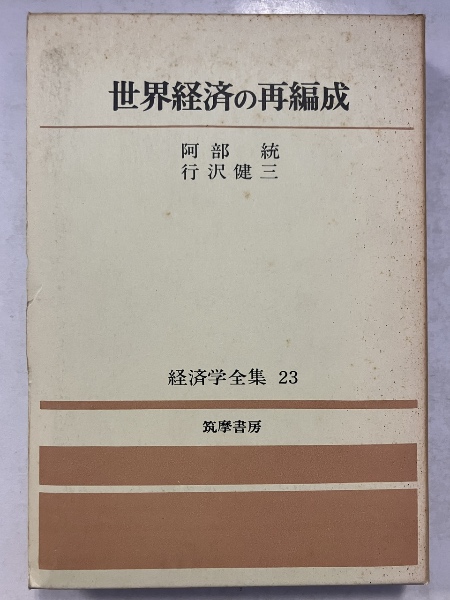 世界経済の再編成
阿部 統
行沢健三
経済学全集 23
筑摩書房